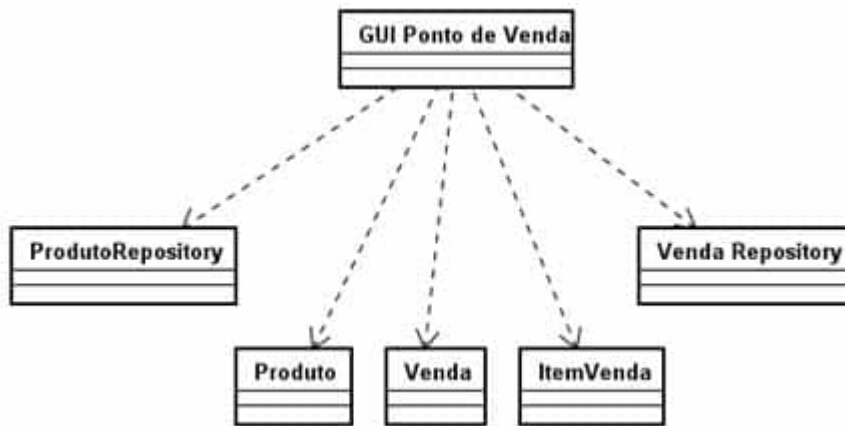 GUI Ponto de Venda
ProdutoRepository
Venda Repository
Produto
Venda
ItemVenda